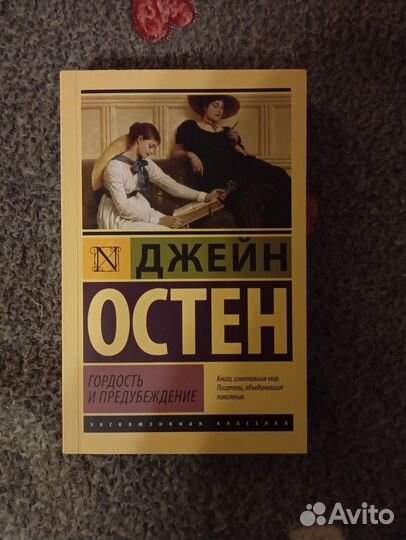 N
ДЖЕЙН
ОСТЕН
ГОРДОСТЬ
И ПРЕДУБЕЖДЕНИЕ
Книги, изменившие мир.
Писатели, объединившие
поколения.
эксклюзивная классика
Avito